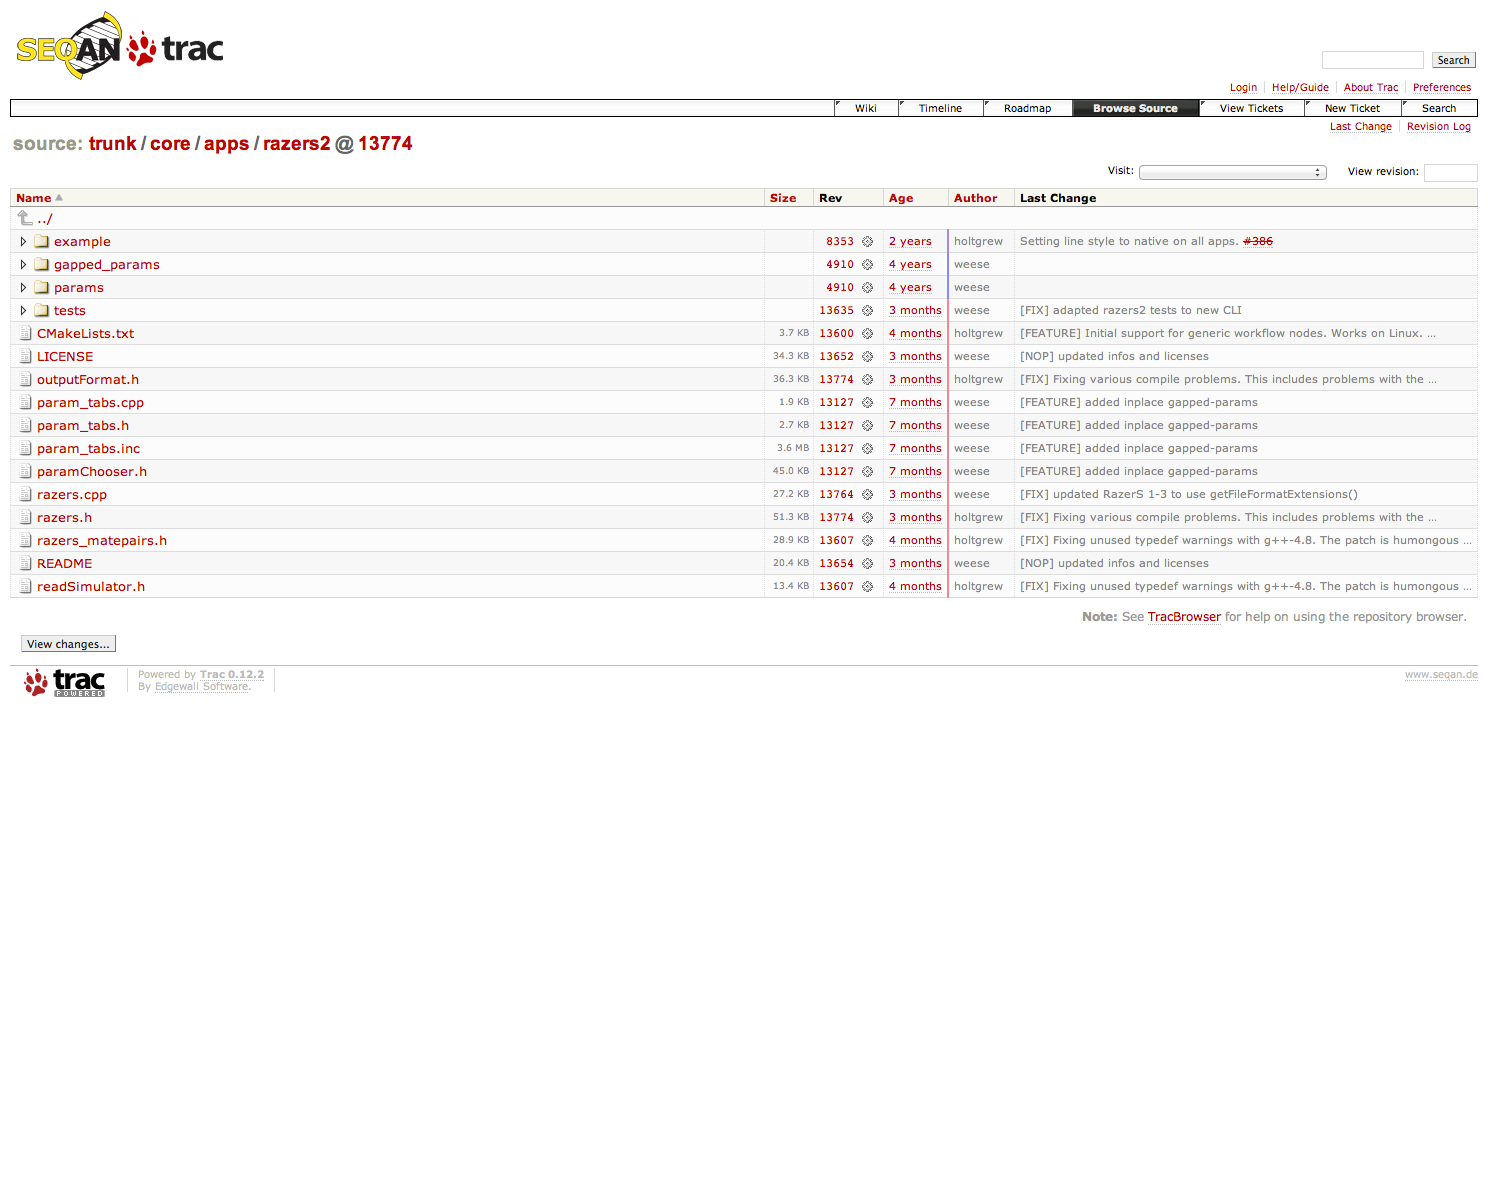 SEQAN trac
Search
Login Help/Guide About Trac Preferences
Wiki Timeline Roadmap Browse Source View Tickets New Ticket Search
Last Change Revision Log
source: trunk / core / apps / razers2 @ 13774
Visit: View revision:
Name Size Rev Age Author Last Change
../
example 8353 2 years holtgrew Setting line style to native on all apps. #386
gapped_params 4910 4 years weese
params 4910 4 years weese
tests 13635 3 months weese [FIX] adapted razers2 tests to new CLI
CMakeLists.txt 3.7 KB 13600 4 months holtgrew [FEATURE] Initial support for generic workflow nodes. Works on Linux. ...
LICENSE 34.3 KB 13652 3 months weese [NOP] updated infos and licenses
outputFormat.h 36.3 KB 13774 3 months holtgrew [FIX] Fixing various compile problems. This includes problems with the ...
param_tabs.cpp 1.9 KB 13127 7 months weese [FEATURE] added inplace gapped-params
param_tabs.h 2.7 KB 13127 7 months weese [FEATURE] added inplace gapped-params
param_tabs.inc 3.6 MB 13127 7 months weese [FEATURE] added inplace gapped-params
paramChooser.h 45.0 KB 13127 7 months weese [FEATURE] added inplace gapped-params
razers.cpp 27.2 KB 13764 3 months weese [FIX] updated RazerS 1-3 to use getFileFormatExtensions()
razers.h 51.3 KB 13774 3 months holtgrew [FIX] Fixing various compile problems. This includes problems with the ...
razers_matepairs.h 28.9 KB 13607 4 months holtgrew [FIX] Fixing unused typedef warnings with g++-4.8. The patch is humongous ...
README 20.4 KB 13654 3 months weese [NOP] updated infos and licenses
readSimulator.h 13.4 KB 13607 4 months holtgrew [FIX] Fixing unused typedef warnings with g++-4.8. The patch is humongous ...
Note: See TracBrowser for help on using the repository browser.
View changes...
trac POWERED
Powered by Trac 0.12.2
By Edgewall Software.
www.seqan.de